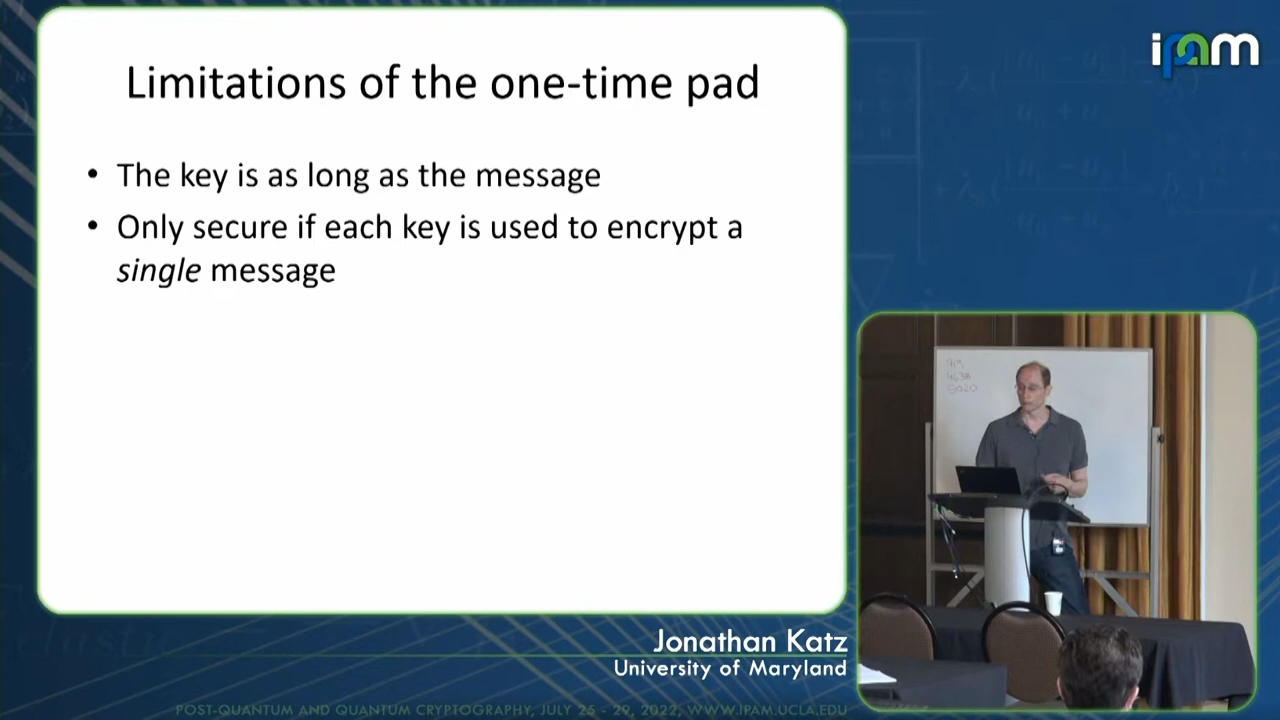 Limitations of the one-time pad
• The key is as long as the message
• Only secure if each key is used to encrypt a
single message
ipam
Jonathan Katz
University of Maryland
POST-QUANTUM AND QUANTUM CRYPTOGRAPHY, JULY 25 - 29, 2022, WWW.IPAM.UCLA.EDU